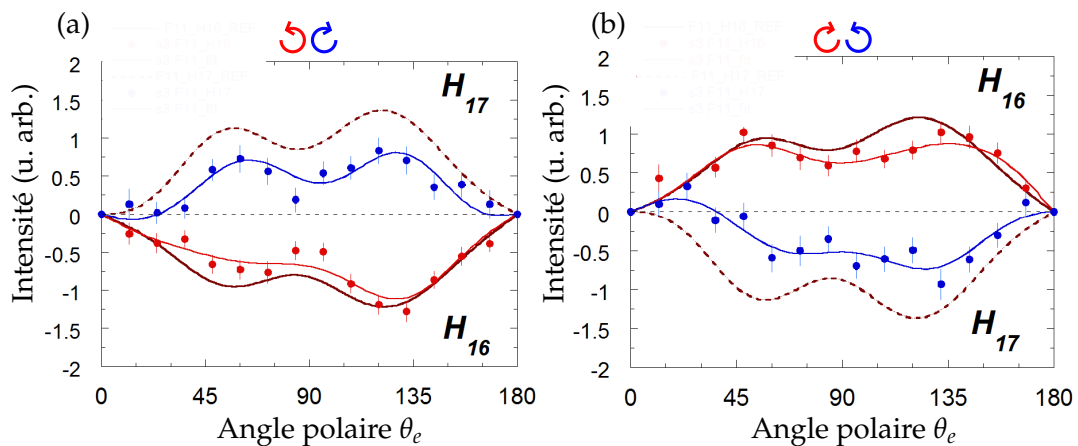 (a)
H17
H16
2
1.5
1
0.5
0
-0.5
-1
-1.5
-2
0 45 90 135 180
Intensité (u. arb.)
Angle polaire θe
(b)
H16
H17
2
1.5
1
0.5
0
-0.5
-1
-1.5
-2
0 45 90 135 180
Intensité (u. arb.)
Angle polaire θe